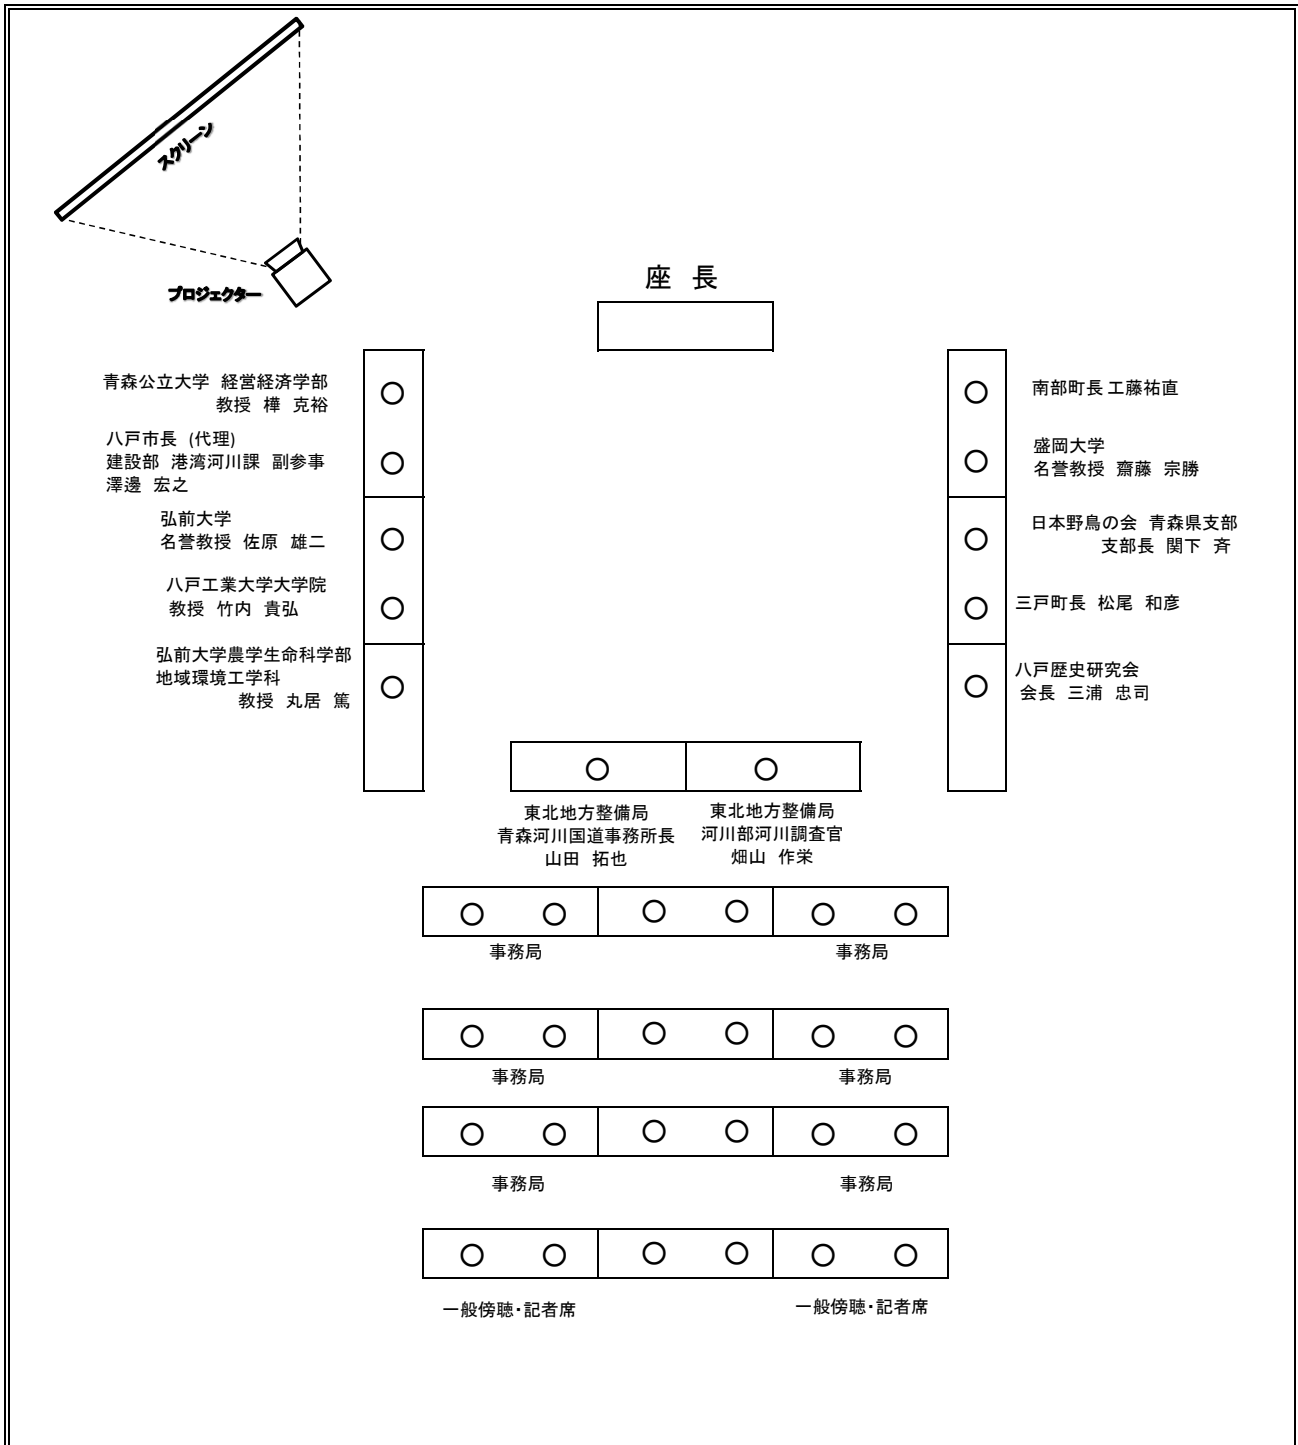 スクリーン
プロジェクター
座 長
青森公立大学 経営経済学部
教授 樺 克裕
八戸市長 (代理)
建設部 港湾河川課 副参事
澤邊 宏之
弘前大学
名誉教授 佐原 雄二
八戸工業大学大学院
教授 竹内 貴弘
弘前大学農学生命科学部
地域環境工学科
教授 丸居 篤
南部町長 工藤祐直
盛岡大学
名誉教授 齋藤 宗勝
日本野鳥の会 青森県支部
支部長 関下 斉
三戸町長 松尾 和彦
八戸歴史研究会
会長 三浦 忠司
東北地方整備局
青森河川国道事務所長
山田 拓也
東北地方整備局
河川部河川調査官
畑山 作栄
事務局
事務局
事務局
事務局
事務局
事務局
一般傍聴・記者席
一般傍聴・記者席